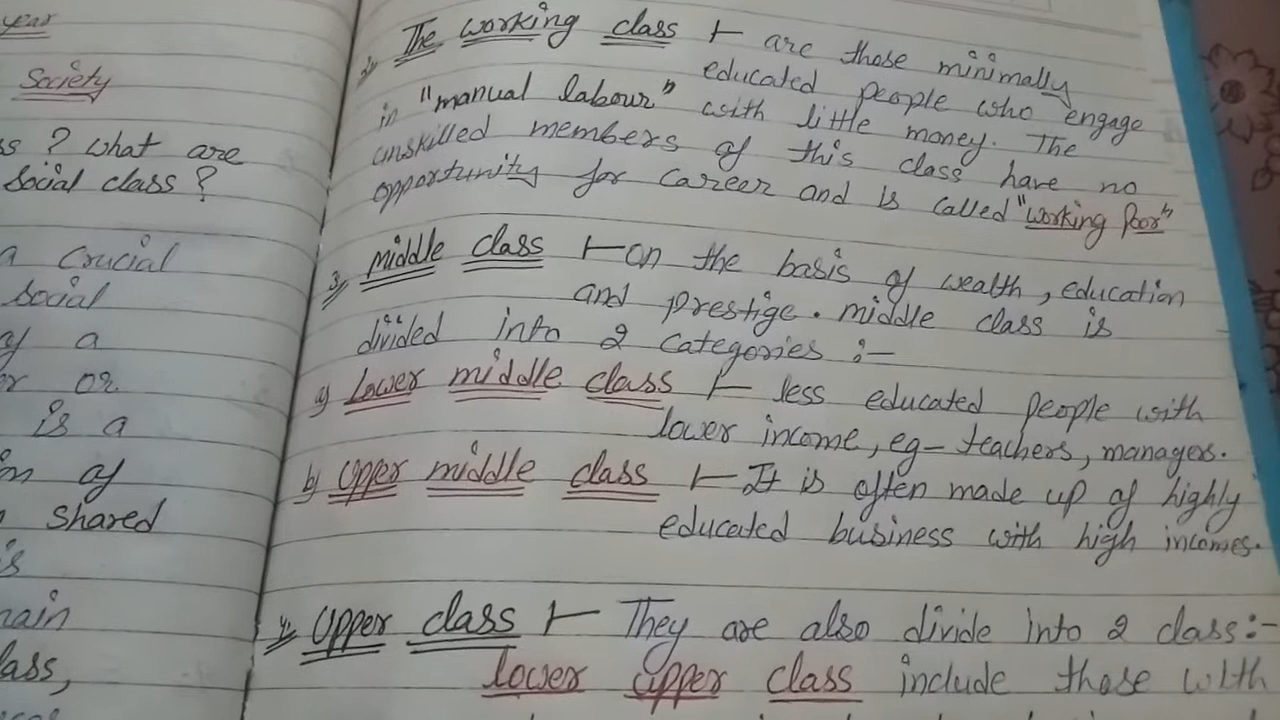 year
Society
ss ? what are
social class ?
a crucial
social
of a
or or
is a
on of
shared
is
main
lass,
2, The working class ⊢ are those minimally
educated people who engage
in "manual labour" with little money. The
unskilled members of this class have no
opportunity for career and is called "working Poor"
3, Middle class ⊢ on the basis of wealth, education
and prestige. middle class is
divided into 2 categories :-
a) Lower middle class ⊢ less educated people with
lower income, eg- teachers, managers.
b) Upper middle class ⊢ It is often made up of highly
educated business with high incomes.
4, Upper class ⊢ They are also divide into 2 class:-
lower upper class include those with